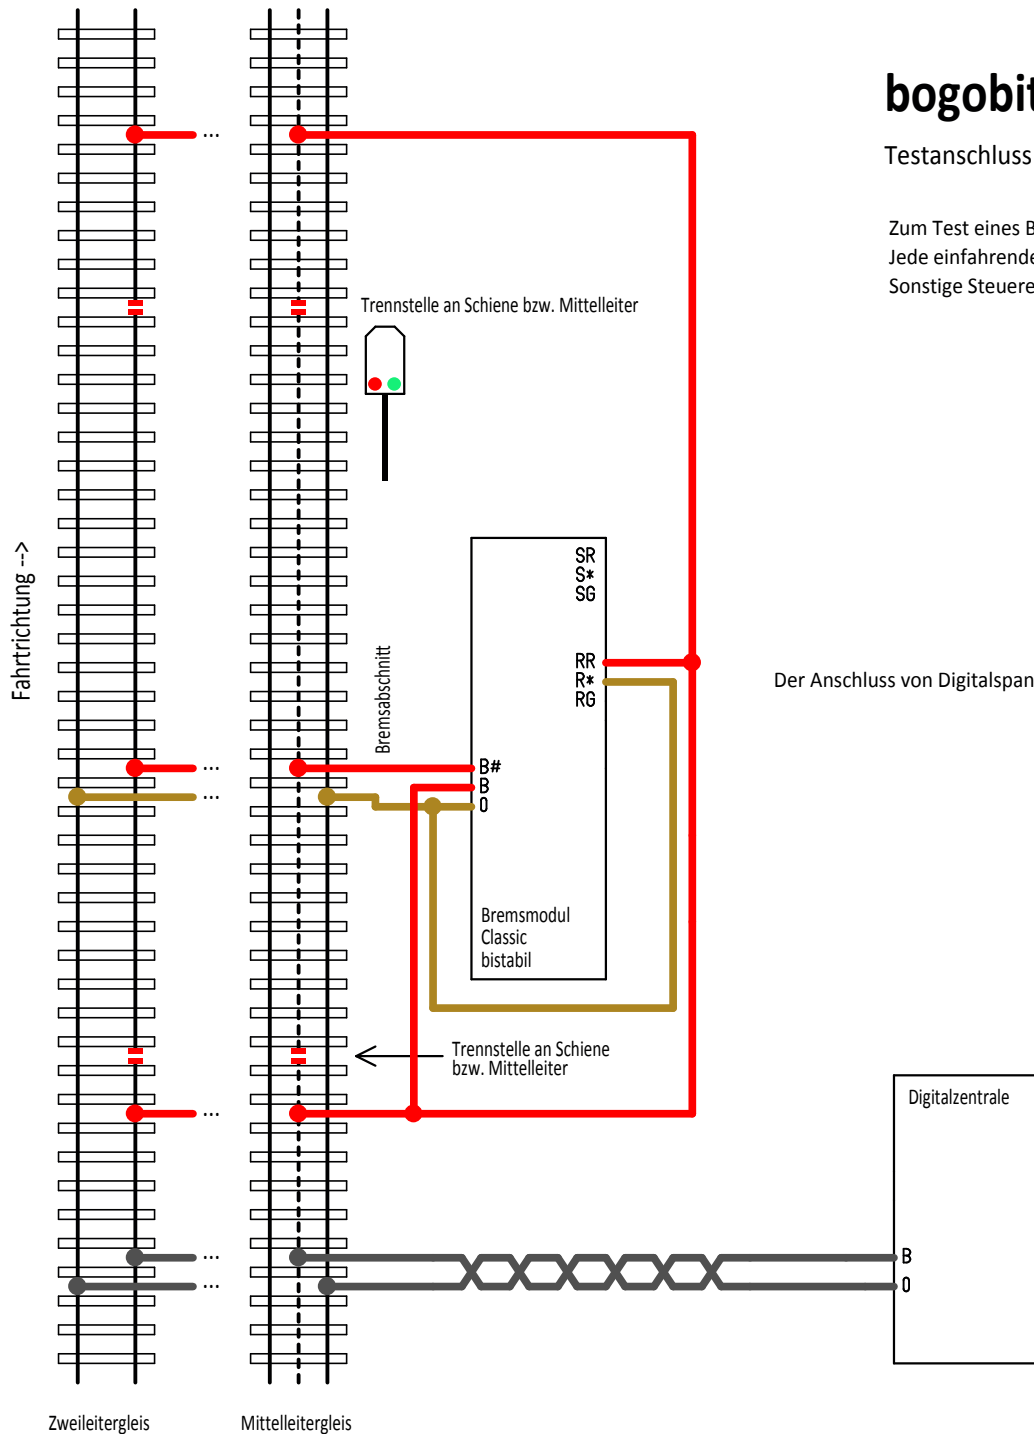 bogobit
Testanschluss
Zum Test eines B
Jede einfahrende
Sonstige Steuere
...
Trennstelle an Schiene bzw. Mittelleiter
Fahrtrichtung -->
SR
S*
SG
Bremsabschnitt
RR
R*
RG
Der Anschluss von Digitalspan
...
B#
B
...
0
Bremsmodul
Classic
bistabil
Trennstelle an Schiene
bzw. Mittelleiter
Digitalzentrale
...
...
B
...
0
Zweileitergleis
Mittelleitergleis